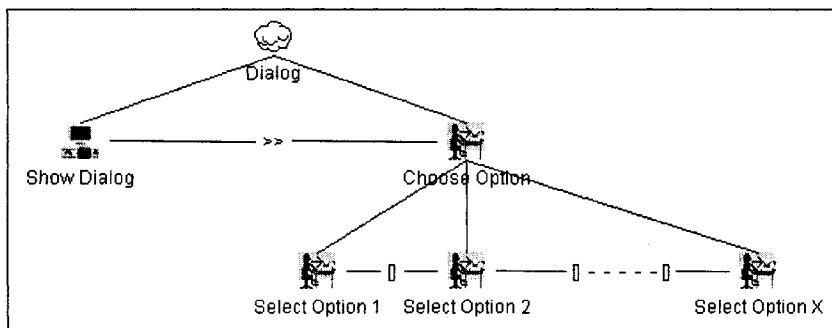 Dialog
>>
Show Dialog
Choose Option
[] [] []
Select Option 1
Select Option 2
Select Option X